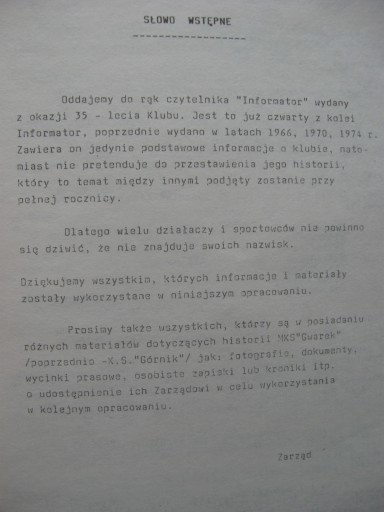 SŁOWO WSTĘPNE
Oddajemy do rąk czytelnika "Informator" wydany
z okazji 35 - lecia Klubu. Jest to już czwarty z kolei
Informator, poprzednie wydano w latach 1966, 1970, 1974 r.
Zawiera on jedynie podstawowe informacje o klubie, nato-
miast nie pretenduje do przestawienia jego historii,
który to temat między innymi podjęty zostanie przy
pełnej rocznicy.
Dlatego wielu działaczy i sportowców nie powinno
się dziwić, że nie znajduje swoich nazwisk.
Dziękujemy wszystkim, których informacje i materiały
zostały wykorzystane w niniejszym opracowaniu.
Prosimy także wszystkich, którzy są w posiadaniu
różnych materiałów dotyczących historii MKS"Gwarek"
/poprzednio -K.S."Górnik"/ jak: fotografie, dokumenty,
wycinki prasowe, osobiste zapiski lub kroniki itp.
o udostępnienie ich Zarządowi w celu wykorzystania
w kolejnym opracowaniu.
Zarząd